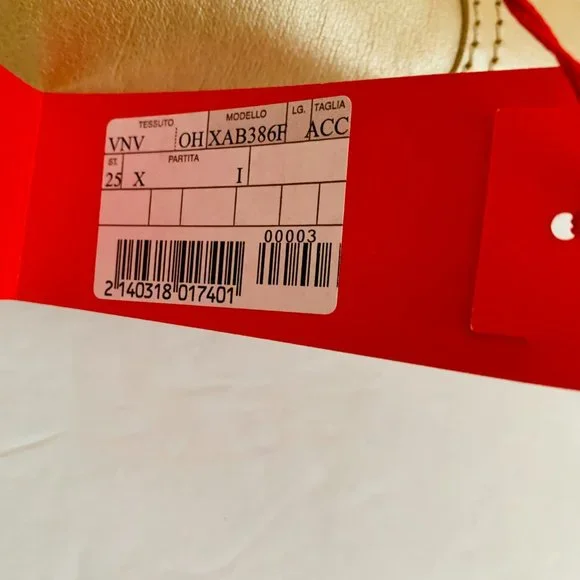 TESSUTO MODELLO LG. TAGLIA
VNV OH XAB386F ACC
ST. PARTITA
25 X I
00003
2 140318 017401